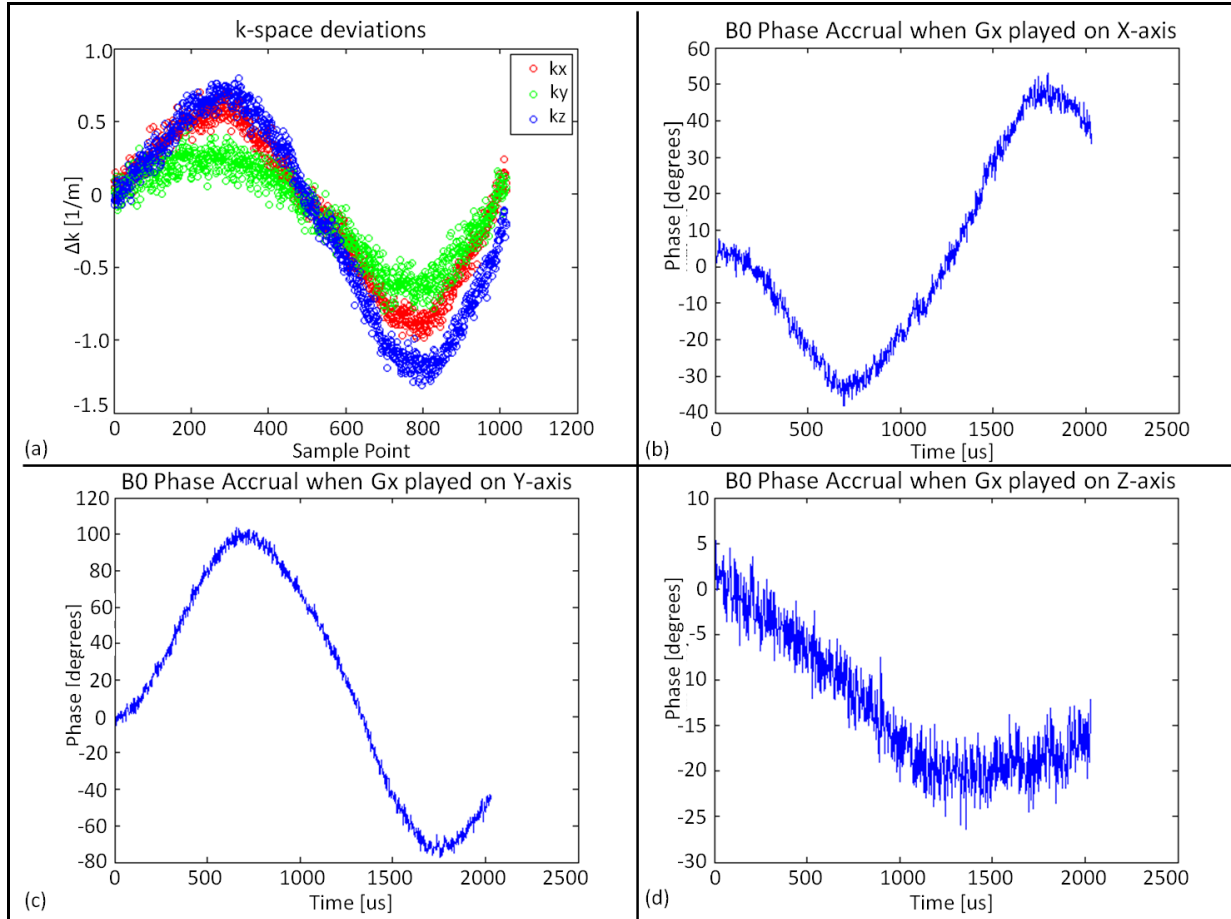 k-space deviations
1.0
0.5
0
-0.5
-1.0
-1.5
Δk [1/m]
kx
ky
kz
0 200 400 600 800 1000 1200
Sample Point
(a)
B0 Phase Accrual when Gx played on X-axis
60
50
40
30
20
10
0
-10
-20
-30
-40
Phase [degrees]
0 500 1000 1500 2000 2500
Time [us]
(b)
B0 Phase Accrual when Gx played on Y-axis
120
100
80
60
40
20
0
-20
-40
-60
-80
Phase [degrees]
0 500 1000 1500 2000 2500
Time [us]
(c)
B0 Phase Accrual when Gx played on Z-axis
10
5
0
-5
-10
-15
-20
-25
-30
Phase [degrees]
0 500 1000 1500 2000 2500
Time [us]
(d)